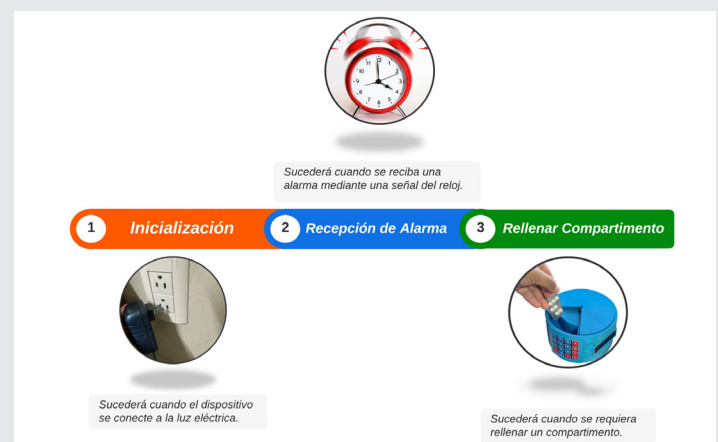 Sucederá cuando se reciba una
alarma mediante una señal del reloj.
1 Inicialización
2 Recepción de Alarma
3 Rellenar Compartimento
Sucederá cuando el dispositivo
se conecte a la luz eléctrica.
Sucederá cuando se requiera
rellenar un compartimento.